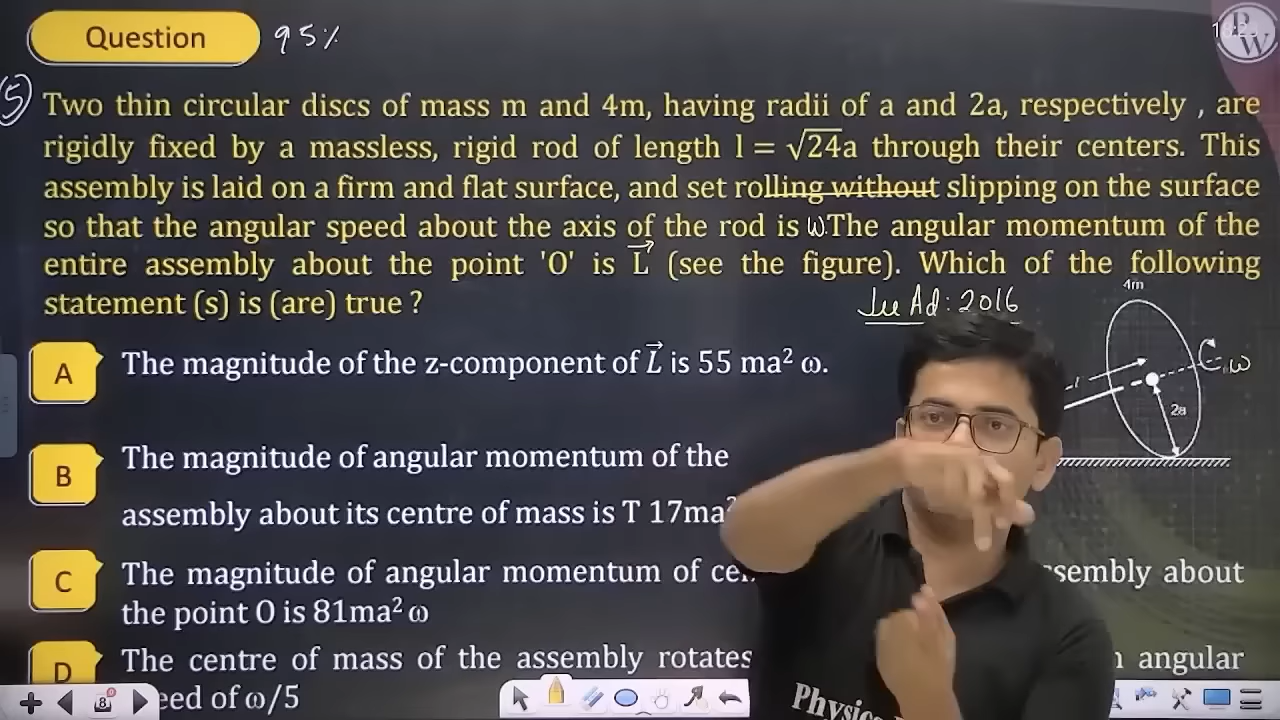 Question 95%
5) Two thin circular discs of mass m and 4m, having radii of a and 2a, respectively , are
rigidly fixed by a massless, rigid rod of length l = √24a through their centers. This
assembly is laid on a firm and flat surface, and set rolling without slipping on the surface
so that the angular speed about the axis of the rod is ω.The angular momentum of the
entire assembly about the point 'O' is L⃗ (see the figure). Which of the following
statement (s) is (are) true ?
Jee Ad: 2016
4m
ω
2a
A The magnitude of the z-component of L⃗ is 55 ma² ω.
B The magnitude of angular momentum of the
assembly about its centre of mass is T 17ma²
C The magnitude of angular momentum of ssembly about
the point O is 81ma² ω
D The centre of mass of the assembly rotates angular
eed of ω/5
8
PW